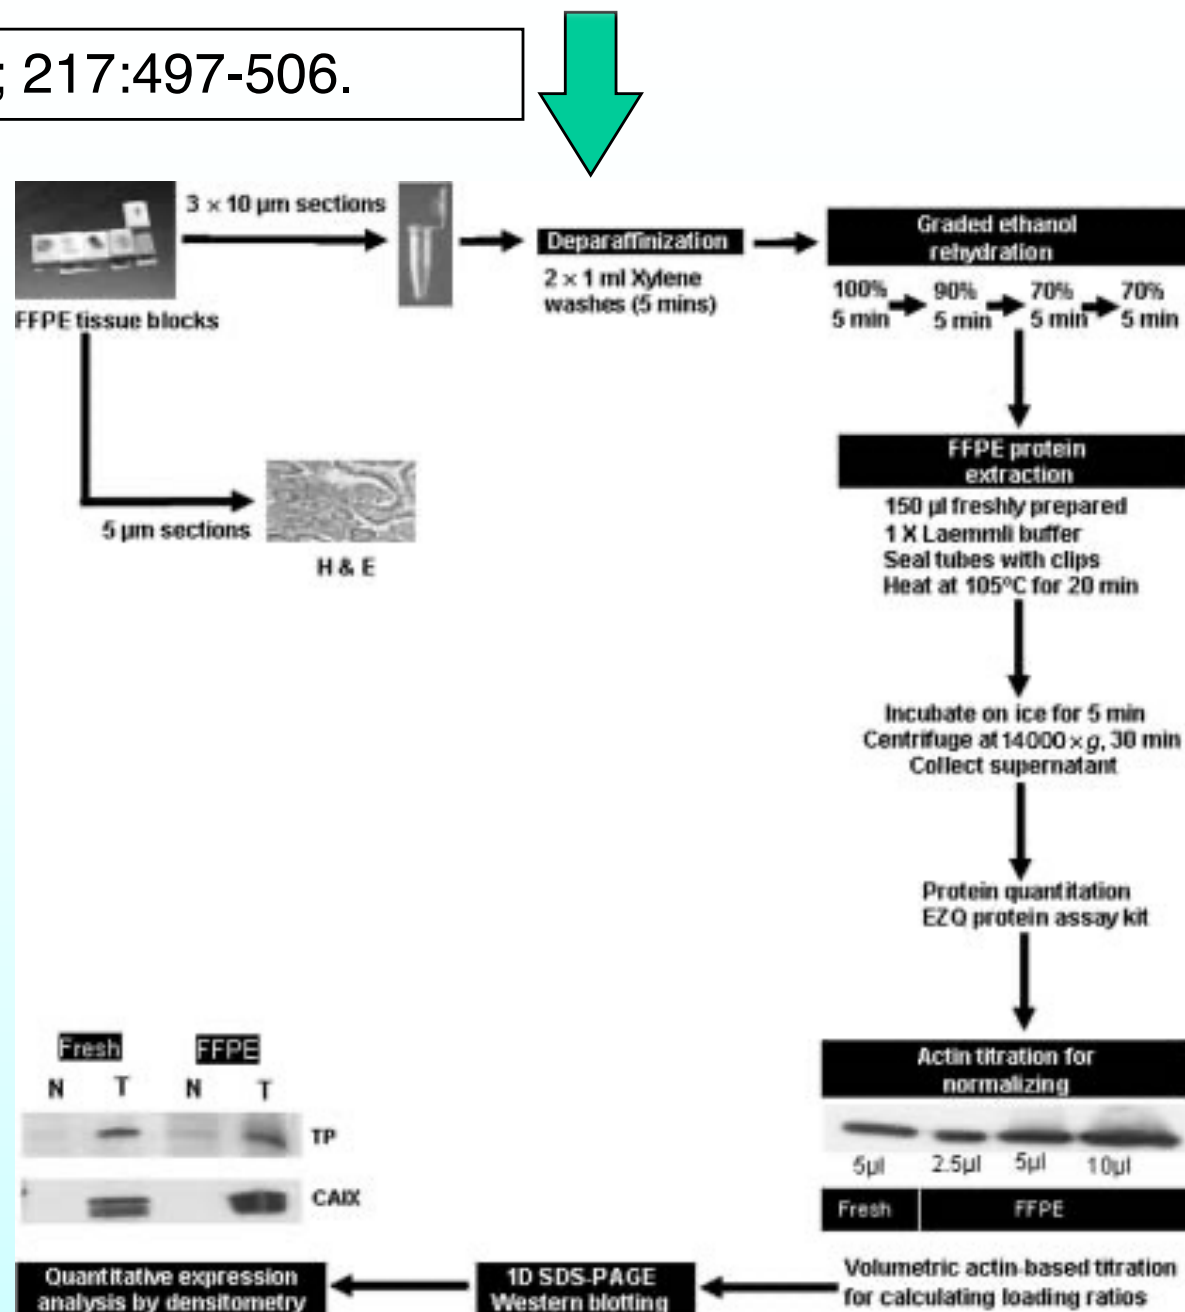 ; 217:497-506.
3 × 10 µm sections
FFPE tissue blocks
Deparaffinization
2 × 1 ml Xylene
washes (5 mins)
Graded ethanol
rehydration
100% 90% 70% 70%
5 min 5 min 5 min 5 min
5 µm sections
H & E
FFPE protein
extraction
150 µl freshly prepared
1 X Laemmli buffer
Seal tubes with clips
Heat at 105ºC for 20 min
Incubate on ice for 5 min
Centrifuge at 14000 × g, 30 min
Collect supernatant
Protein quantitation
EZQ protein assay kit
Actin titration for
normalizing
5µl 2.5µl 5µl 10µl
Fresh FFPE
Volumetric actin-based titration
for calculating loading ratios
1D SDS-PAGE
Western blotting
Fresh FFPE
N T N T
TP
CAIX
Quantitative expression
analysis by densitometry